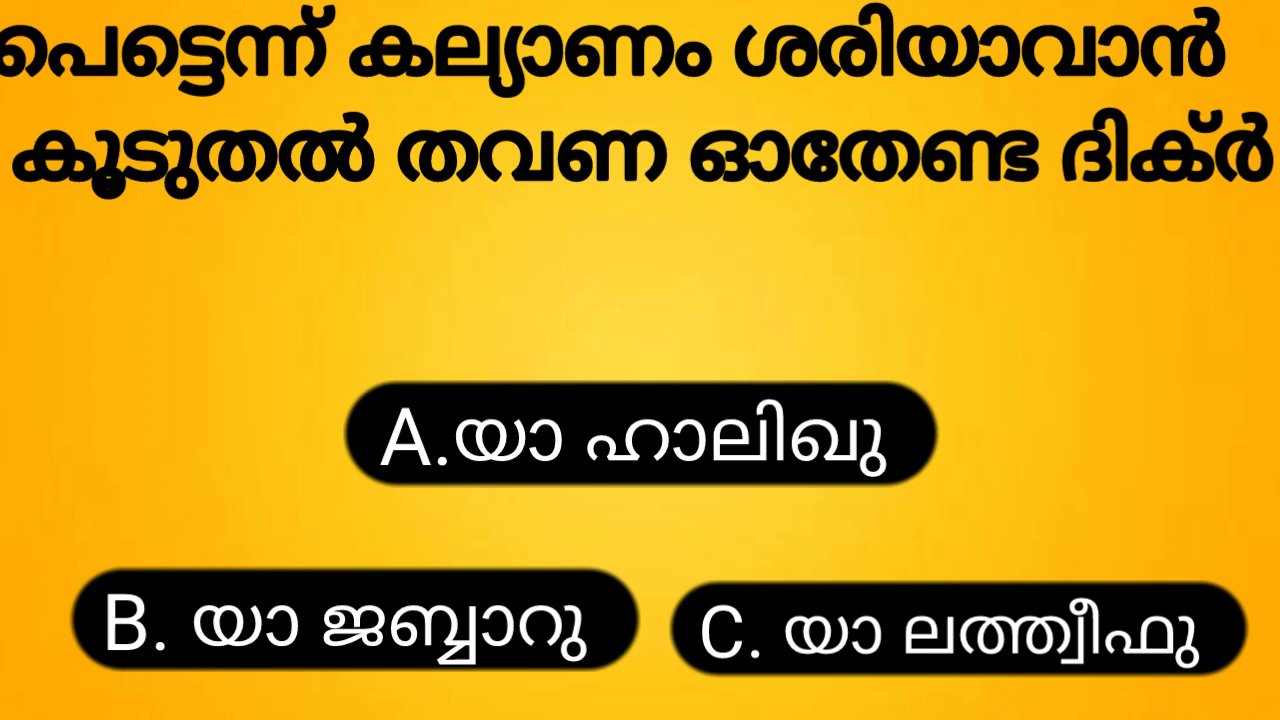 പെട്ടെന്ന് കല്യാണം ശരിയാവാൻ
കൂടുതൽ തവണ ഓതേണ്ട ദിക്ർ
A.യാ ഹാലിഖു
B. യാ ജബ്ബാറു
C. യാ ലത്ത്വീഫു